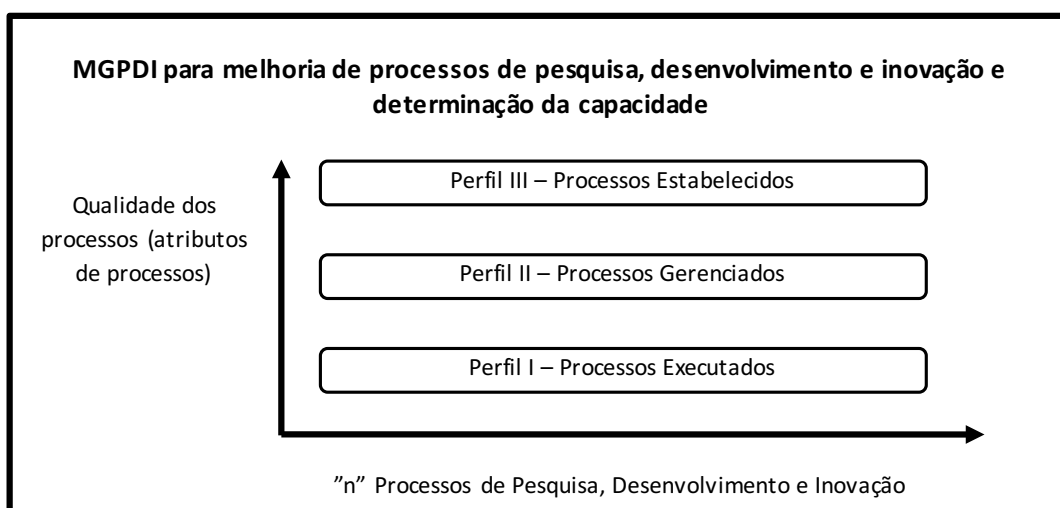 MGPDI para melhoria de processos de pesquisa, desenvolvimento e inovação e
determinação da capacidade
Qualidade dos
processos (atributos
de processos)
Perfil III – Processos Estabelecidos
Perfil II – Processos Gerenciados
Perfil I – Processos Executados
”n” Processos de Pesquisa, Desenvolvimento e Inovação